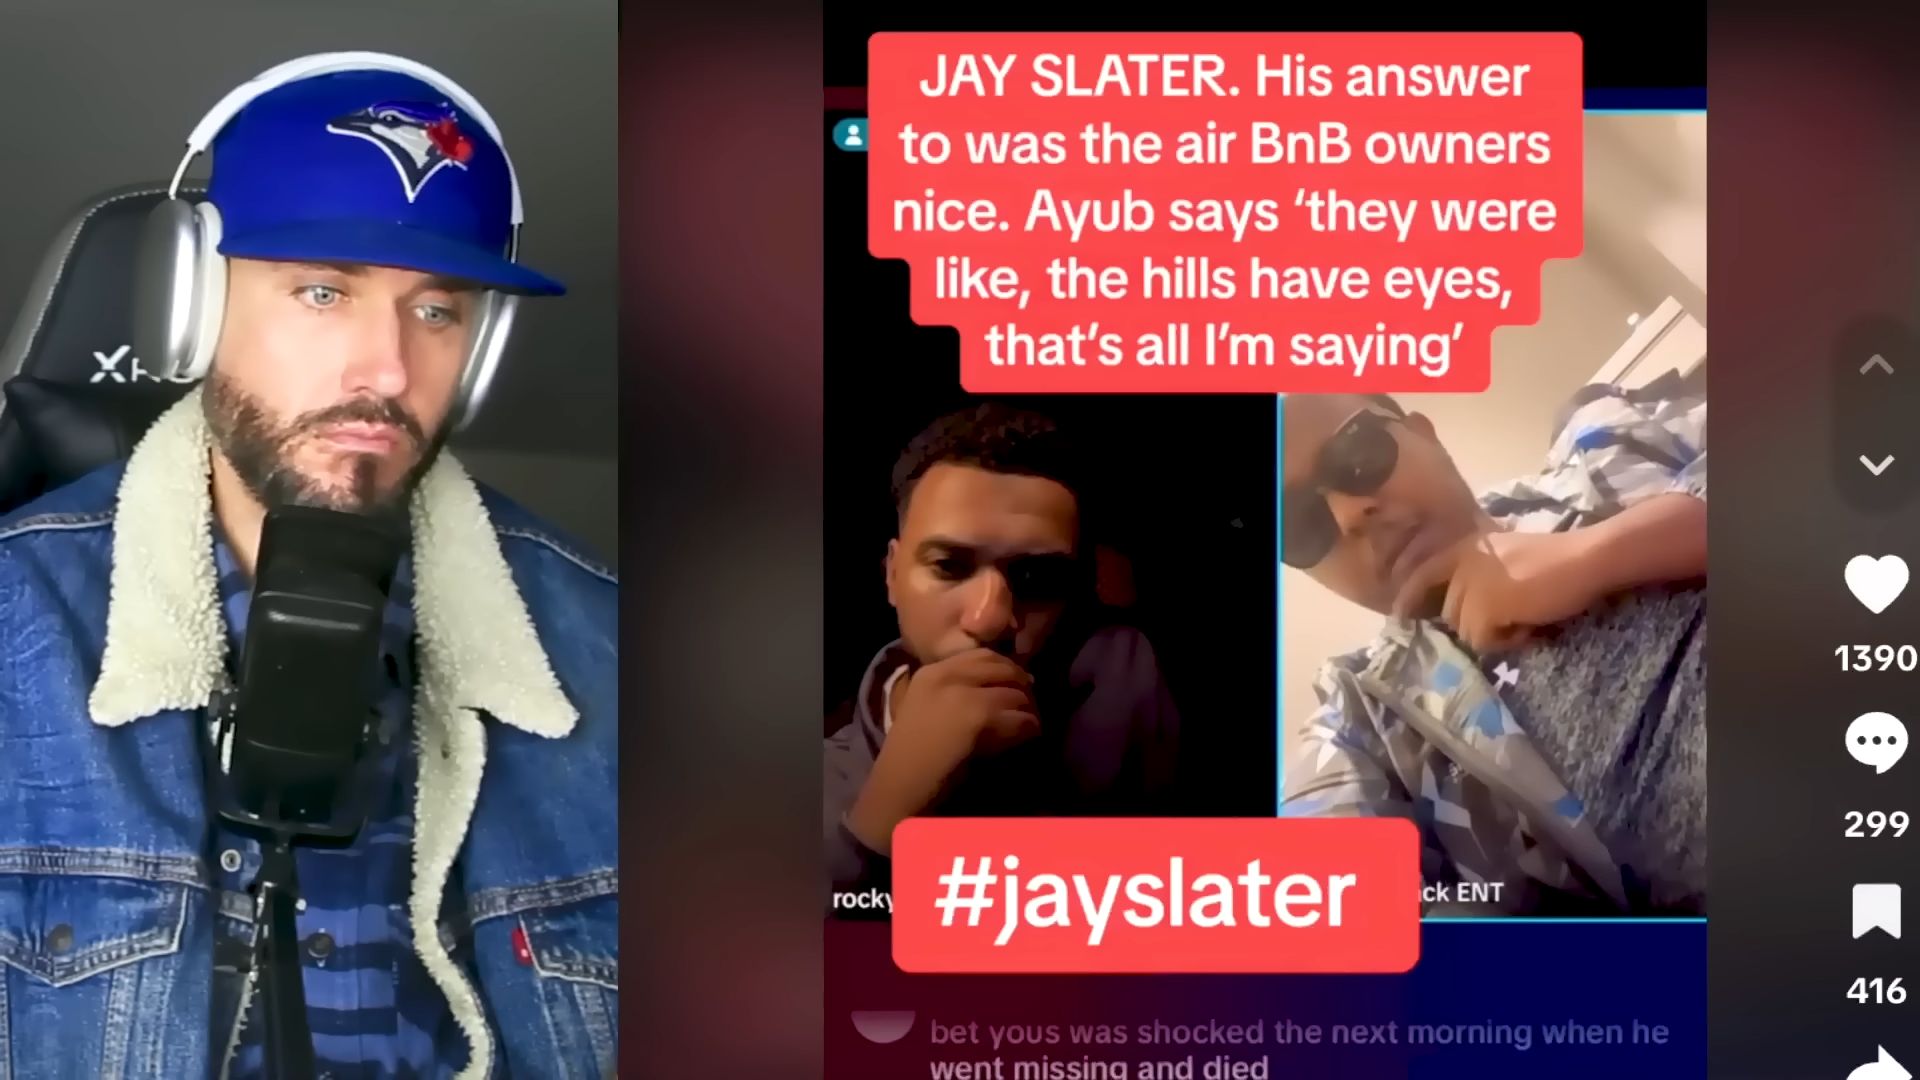 JAY SLATER. His answer
to was the air BnB owners
nice. Ayub says ‘they were
like, the hills have eyes,
that’s all I’m saying’
1390
299
rocky
ck ENT
#jayslater
416
bet yous was shocked the next morning when he
went missing and died